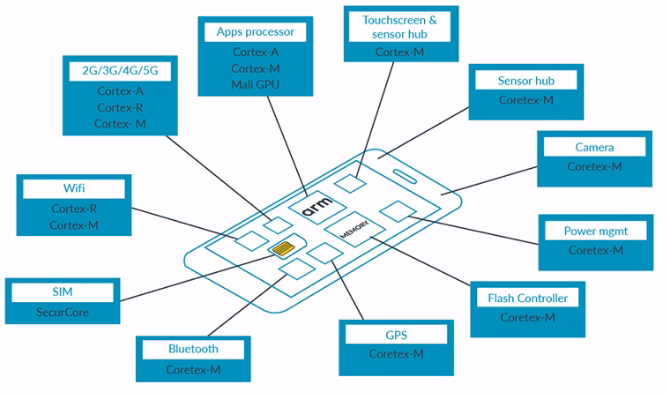 Apps processor
Cortex-A
Cortex-M
Mali GPU
Touchscreen &
sensor hub
Cortex-M
2G/3G/4G/5G
Cortex-A
Cortex-R
Cortex- M
Sensor hub
Coretex-M
Camera
Coretex-M
Wifi
Cortex-R
Cortex-M
arm
MEMORY
Power mgmt
Coretex-M
SIM
SecurCore
Flash Controller
Coretex-M
Bluetooth
Coretex-M
GPS
Coretex-M